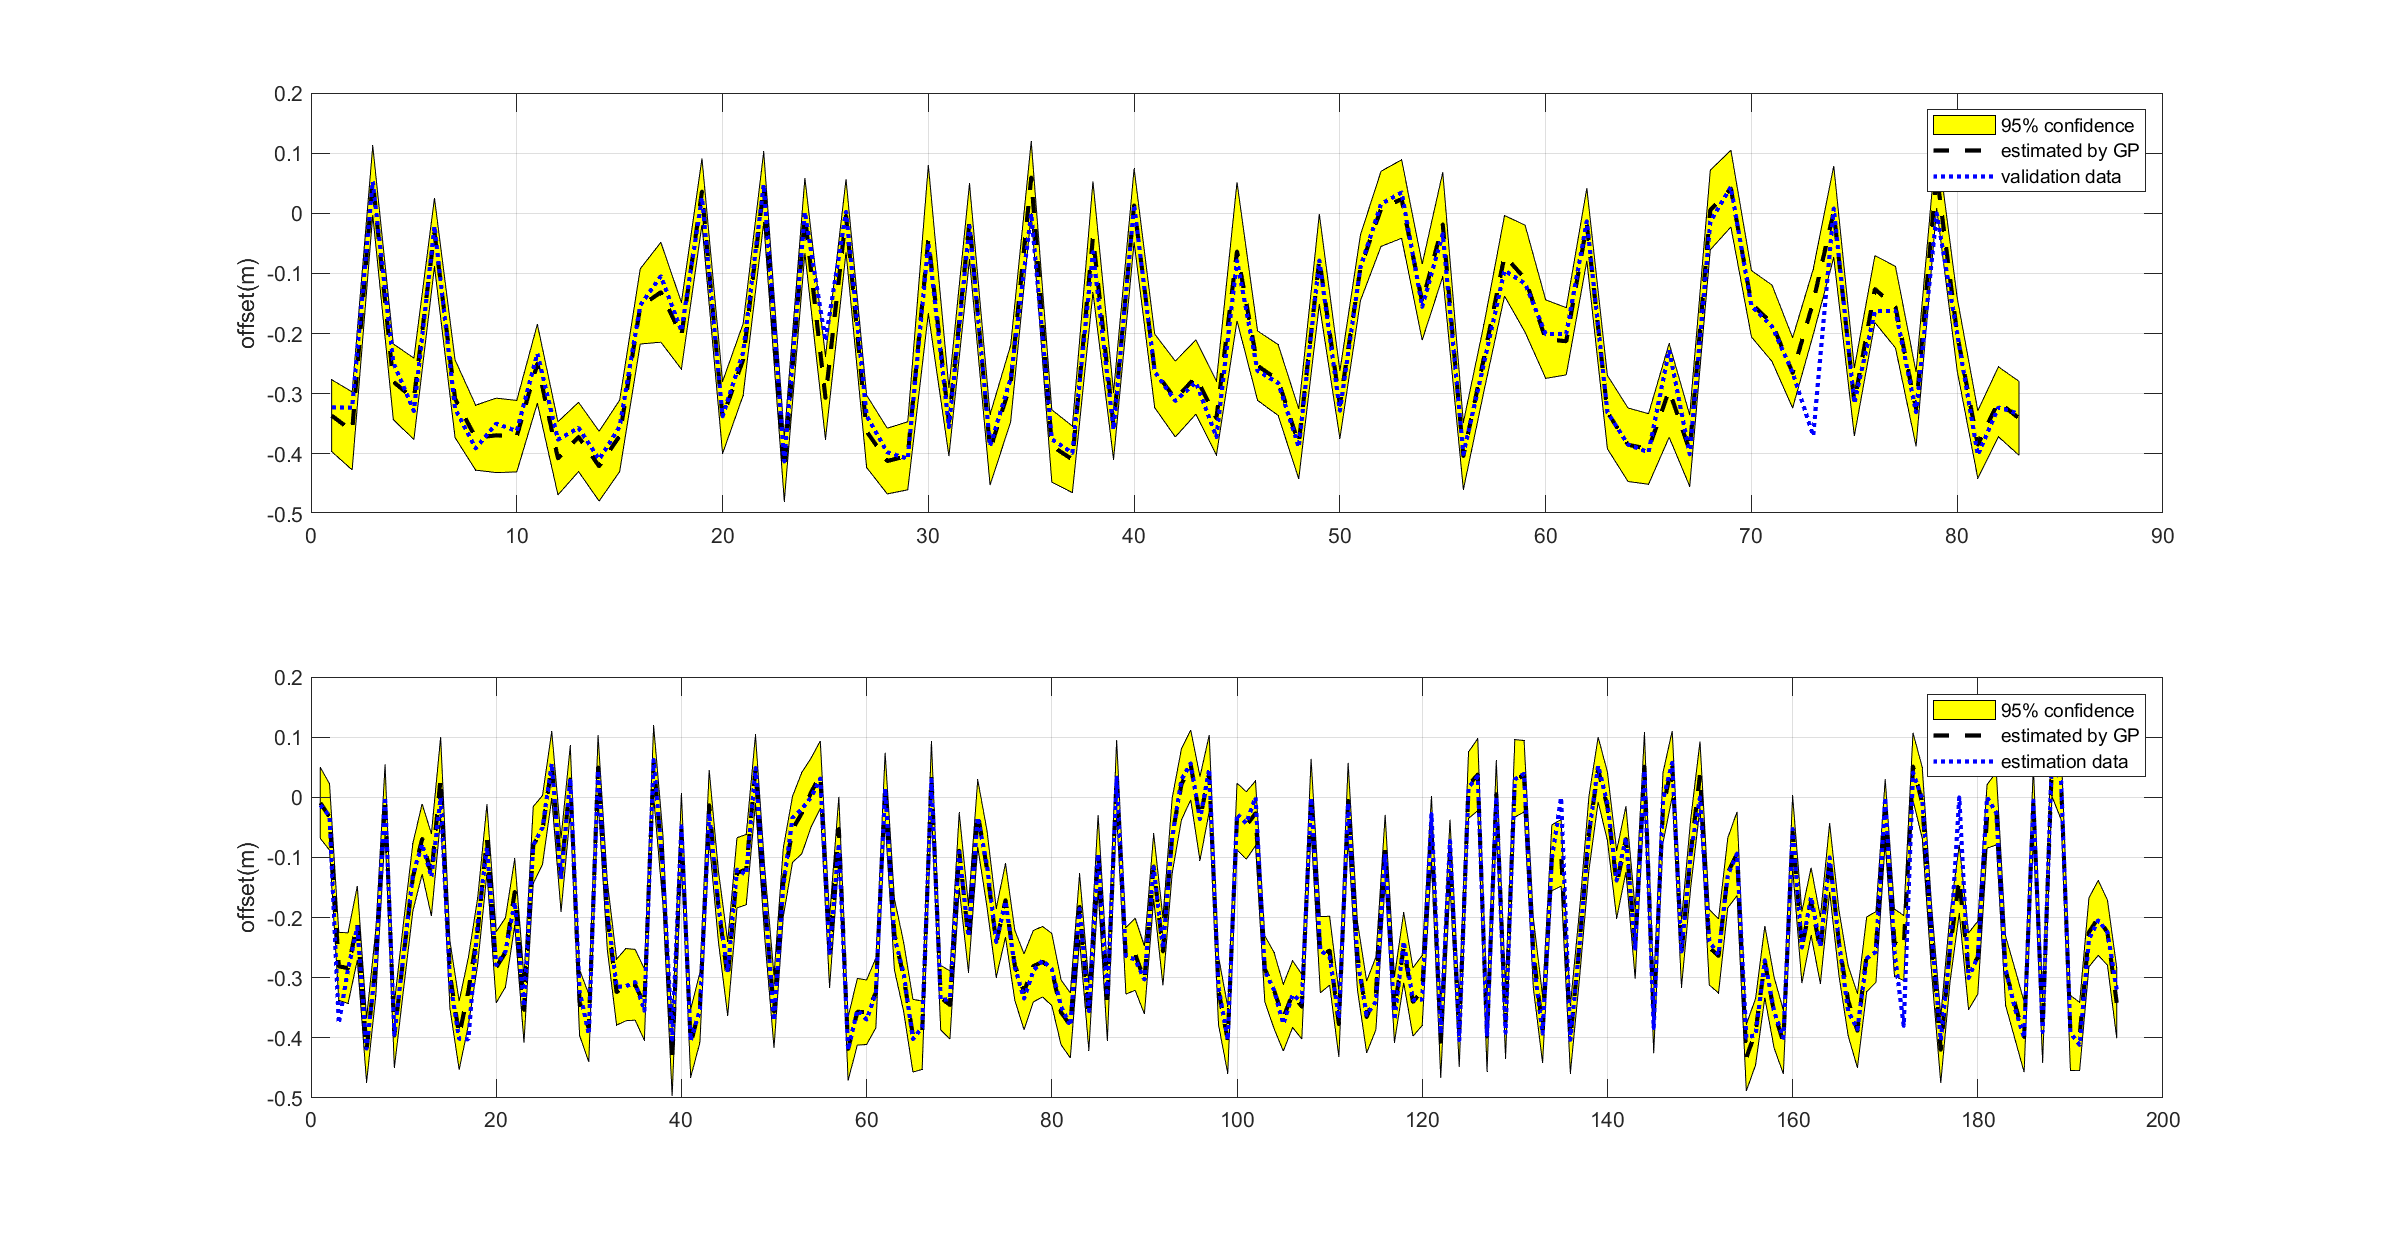 0.2
0.1
0
-0.1
-0.2
-0.3
-0.4
-0.5
offset(m)
0 10 20 30 40 50 60 70 80 90
95% confidence
estimated by GP
validation data
0.2
0.1
0
-0.1
-0.2
-0.3
-0.4
-0.5
offset(m)
0 20 40 60 80 100 120 140 160 180 200
95% confidence
estimated by GP
estimation data